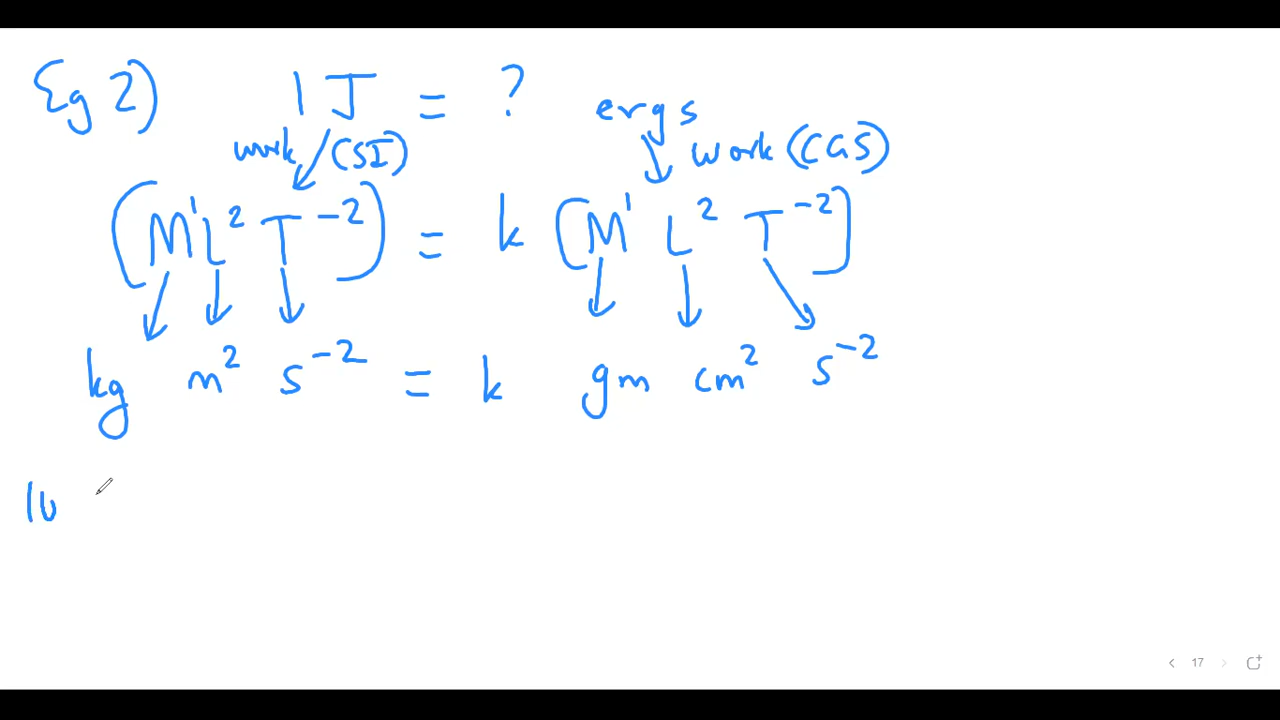 Eg 2) 1 J = ? ergs
work (SI) work (CGS)
(M¹ L² T⁻²) = k [M¹ L² T⁻²]
kg m² s⁻² = k gm cm² s⁻²
10
17